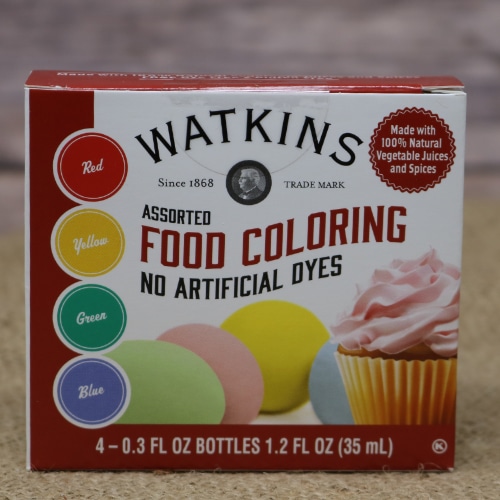 WATKINS
Since 1868
TRADE MARK
Made with
100% Natural
Vegetable Juices
and Spices
ASSORTED
FOOD COLORING
NO ARTIFICIAL DYES
Red
Yellow
Green
Blue
4 – 0.3 FL OZ BOTTLES 1.2 FL OZ (35 mL)
K